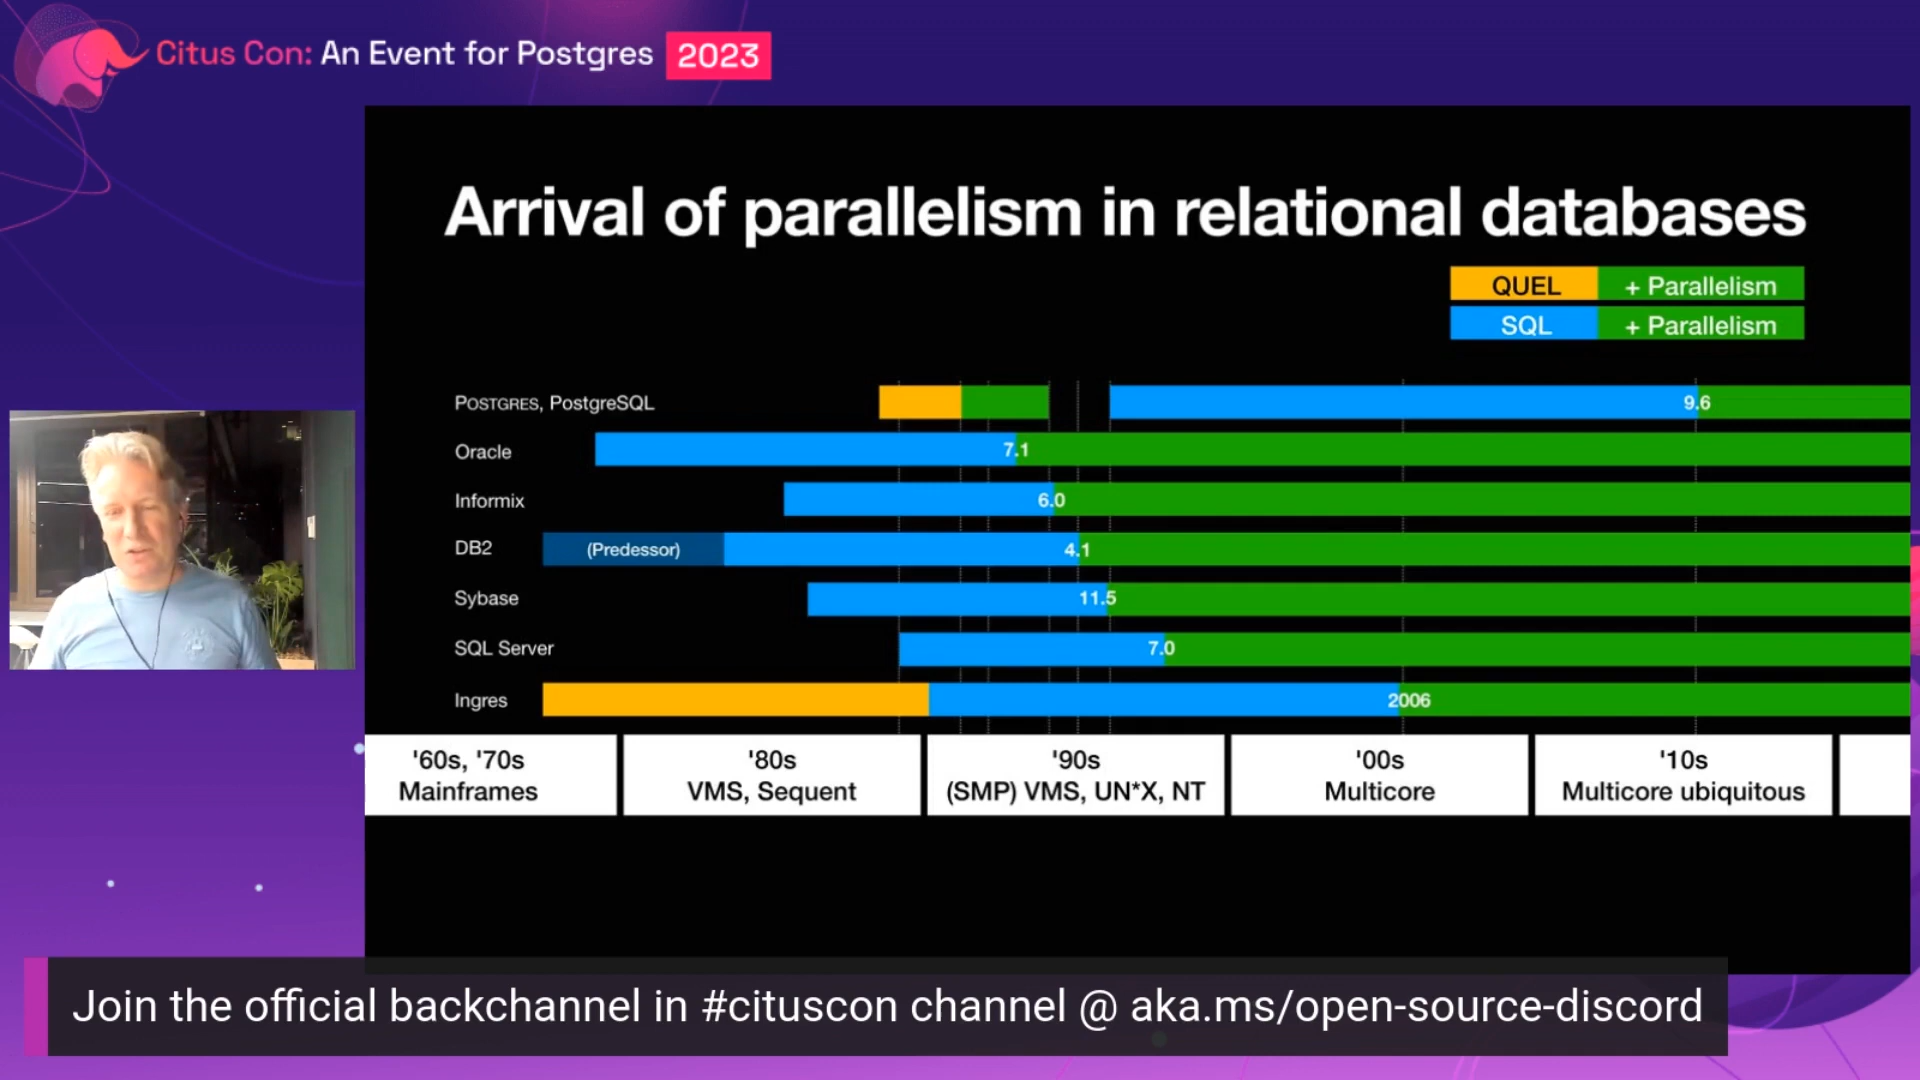 Citus Con: An Event for Postgres 2023
Arrival of parallelism in relational databases
QUEL + Parallelism
SQL + Parallelism
POSTGRES, PostgreSQL 9.6
Oracle 7.1
Informix 6.0
DB2 (Predessor) 4.1
Sybase 11.5
SQL Server 7.0
Ingres 2006
'60s, '70s '80s '90s '00s '10s
Mainframes VMS, Sequent (SMP) VMS, UN*X, NT Multicore Multicore ubiquitous
Join the official backchannel in #cituscon channel @ aka.ms/open-source-discord